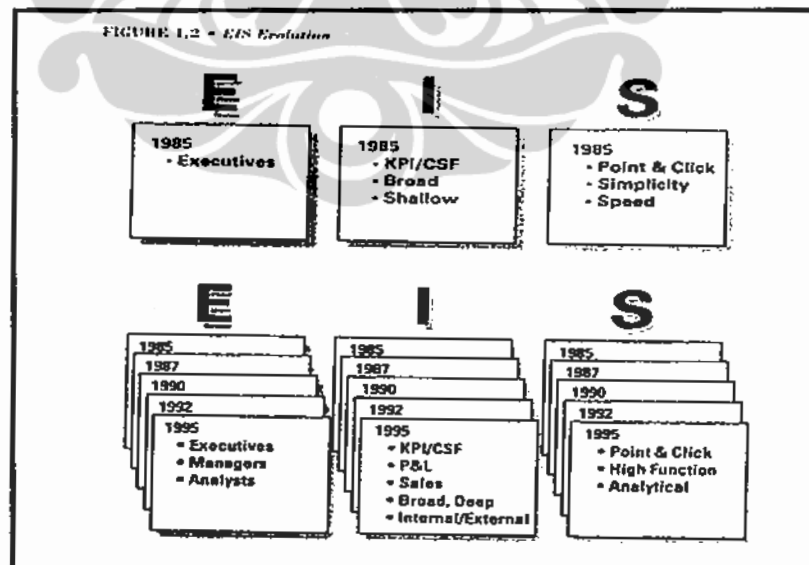 FIGURE 1.2 • EIS Evolution
E I S
1985
• Executives
1985
• KPI/CSF
• Broad
• Shallow
1985
• Point & Click
• Simplicity
• Speed
E I S
1985
1987
1990
1992
1995
• Executives
• Managers
• Analysts
1985
1987
1990
1992
1995
• KPI/CSF
• P&L
• Sales
• Broad, Deep
• Internal/External
1985
1987
1990
1992
1995
• Point & Click
• High Function
• Analytical